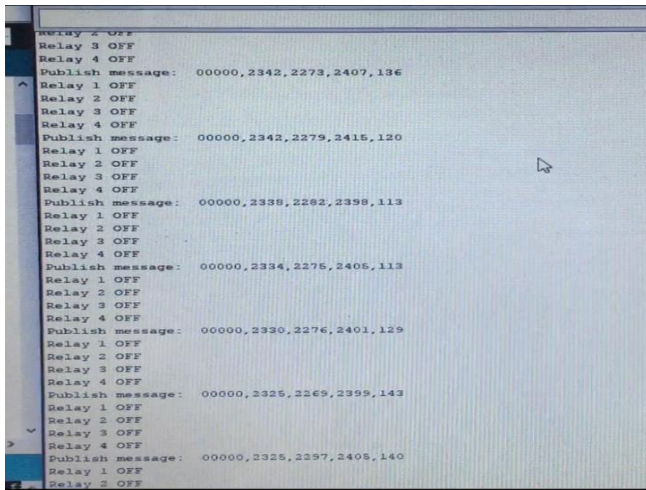 Relay 2 OFF
Relay 3 OFF
Relay 4 OFF
Publish message:  00000,2342,2273,2407,136
Relay 1 OFF
Relay 2 OFF
Relay 3 OFF
Relay 4 OFF
Publish message:  00000,2342,2279,2415,120
Relay 1 OFF
Relay 2 OFF
Relay 3 OFF
Relay 4 OFF
Publish message:  00000,2338,2282,2398,113
Relay 1 OFF
Relay 2 OFF
Relay 3 OFF
Relay 4 OFF
Publish message:  00000,2334,2275,2405,113
Relay 1 OFF
Relay 2 OFF
Relay 3 OFF
Relay 4 OFF
Publish message:  00000,2330,2276,2401,129
Relay 1 OFF
Relay 2 OFF
Relay 3 OFF
Relay 4 OFF
Publish message:  00000,2325,2269,2399,143
Relay 1 OFF
Relay 2 OFF
Relay 3 OFF
Relay 4 OFF
Publish message:  00000,2325,2297,2405,140
Relay 1 OFF
Relay 2 OFF